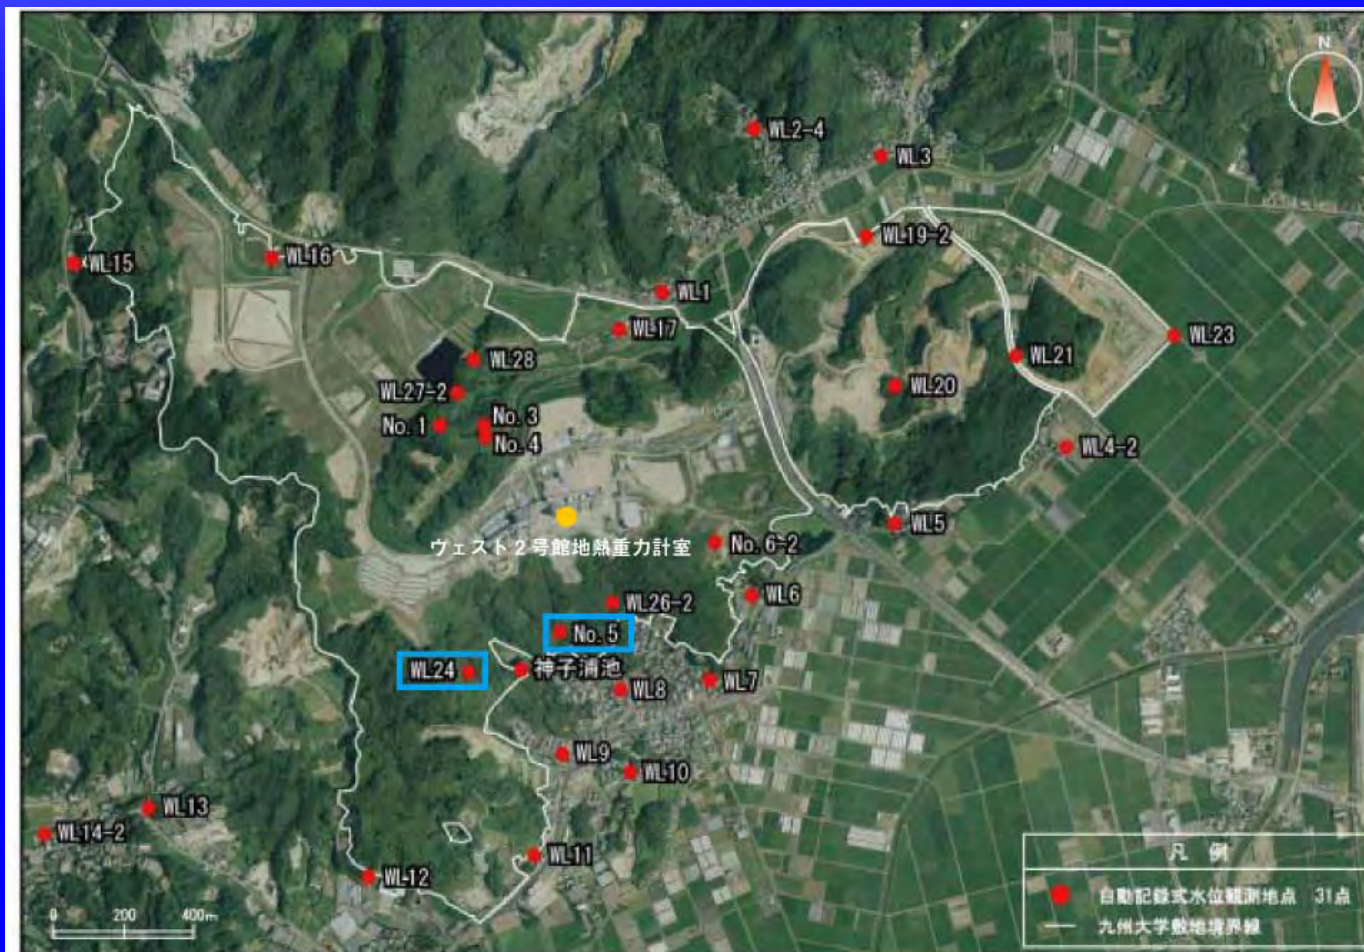 N
WL2-4
WL3
WL19-2
WL15
WL16
WL1
WL17
WL23
WL28
WL21
WL27-2
WL20
No.1
No.3
No.4
WL4-2
ヴェスト2号館地熱重力計室
WL5
No.6-2
WL6
WL26-2
No.5
WL24
神子浦池
WL7
WL8
WL9
WL10
WL13
WL14-2
WL11
WL12
凡 例
自動記録式水位観測地点 31点
九州大学敷地境界線
0 200 400m